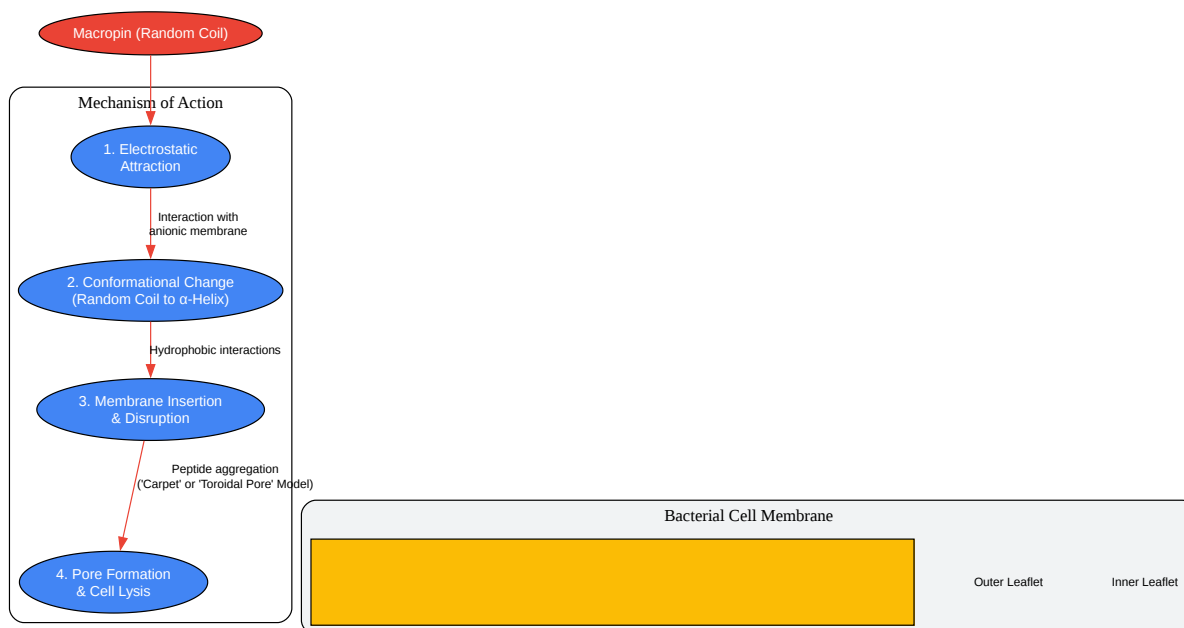 Macropin (Random Coil)
Mechanism of Action
1. Electrostatic
Attraction
Interaction with
anionic membrane
2. Conformational Change
(Random Coil to α-Helix)
Hydrophobic interactions
3. Membrane Insertion
& Disruption
Peptide aggregation
('Carpet' or 'Toroidal Pore' Model)
4. Pore Formation
& Cell Lysis
Bacterial Cell Membrane
Outer Leaflet
Inner Leaflet